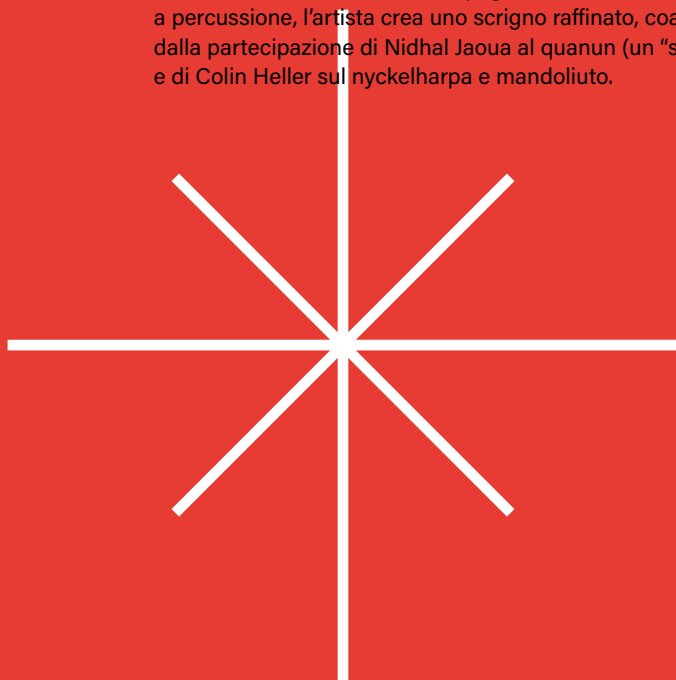 a percussione, l’artista crea uno scrigno raffinato,
dalla partecipazione di Nidhal Jaoua al quanun (un
e di Colin Heller sul nyckelharpa e mandoliuto.